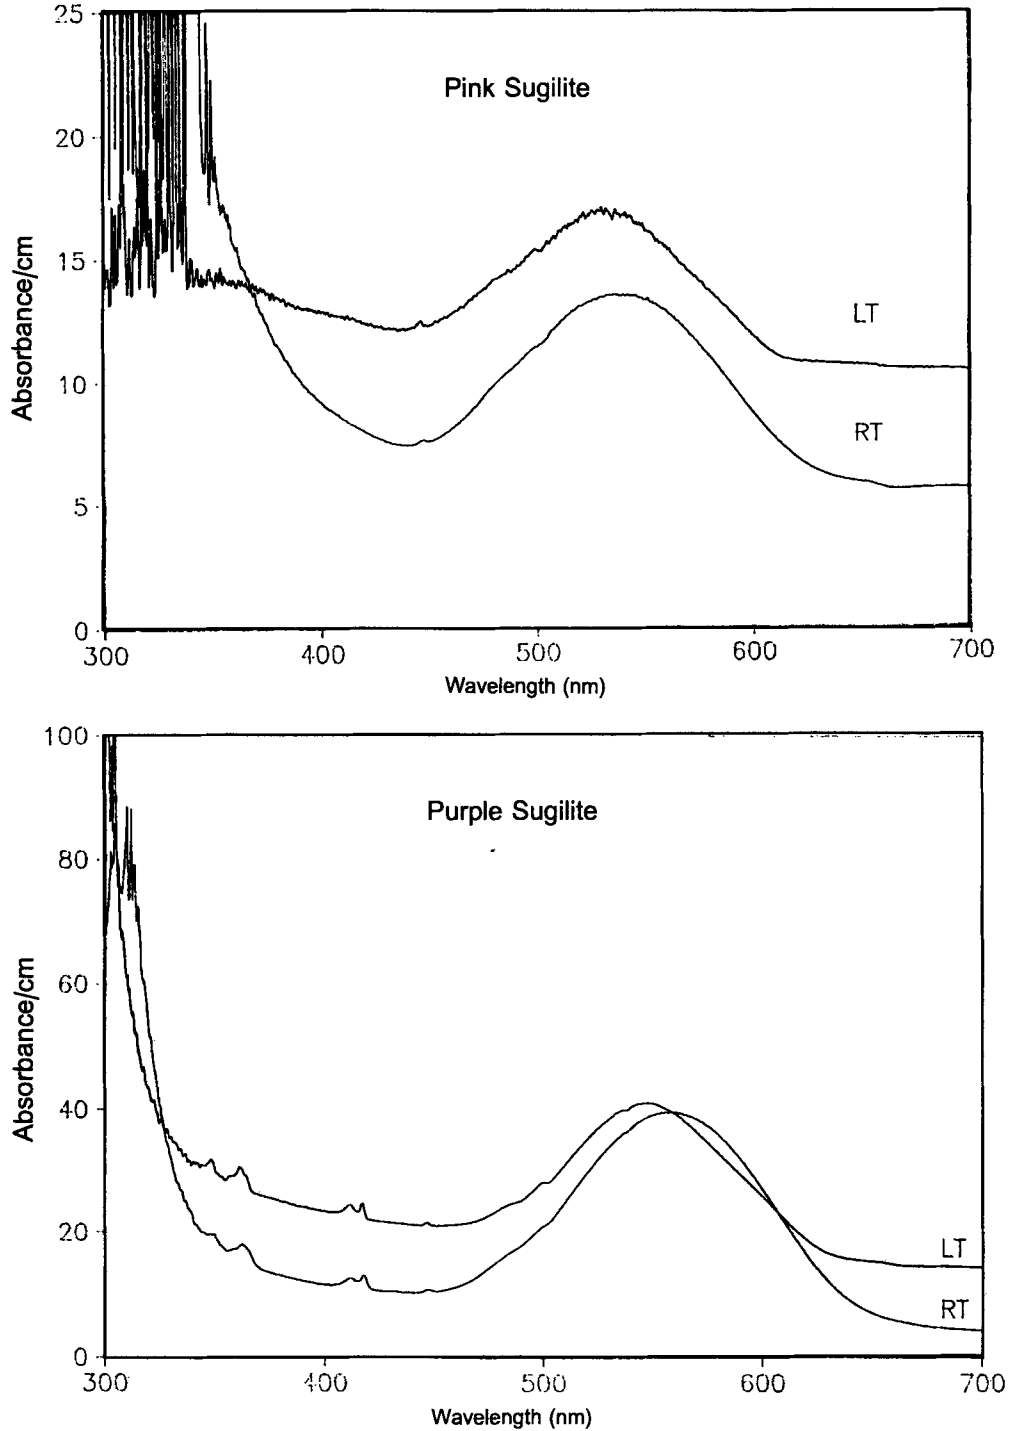 25
Pink Sugilite
20
15
10
5
0
Absorbance/cm
LT
RT
300 400 500 600 700
Wavelength (nm)
100
Purple Sugilite
80
60
40
20
0
Absorbance/cm
LT
RT
300 400 500 600 700
Wavelength (nm)